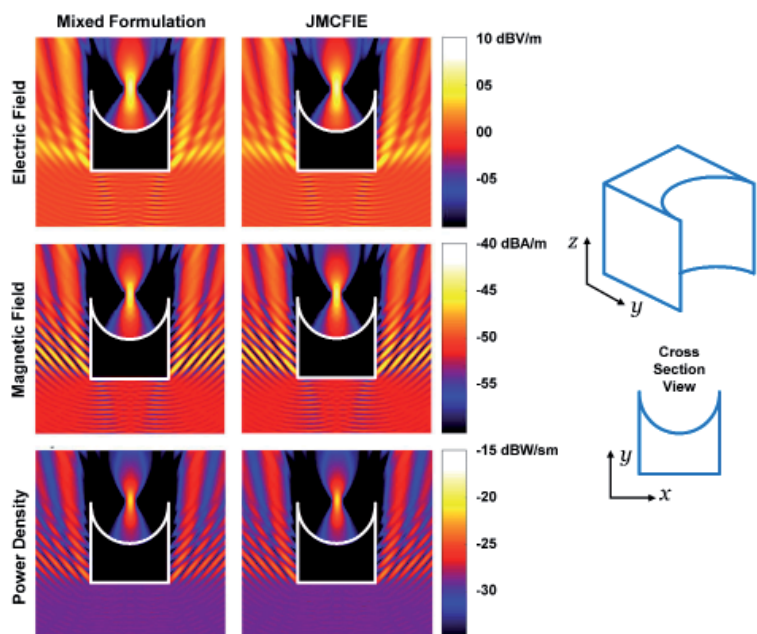 Mixed Formulation
JMCFIE
Electric Field
10 dBV/m
05
00
-05
Magnetic Field
-40 dBA/m
-45
-50
-55
Power Density
-15 dBW/sm
-20
-25
-30
z
y
Cross
Section
View
y
x